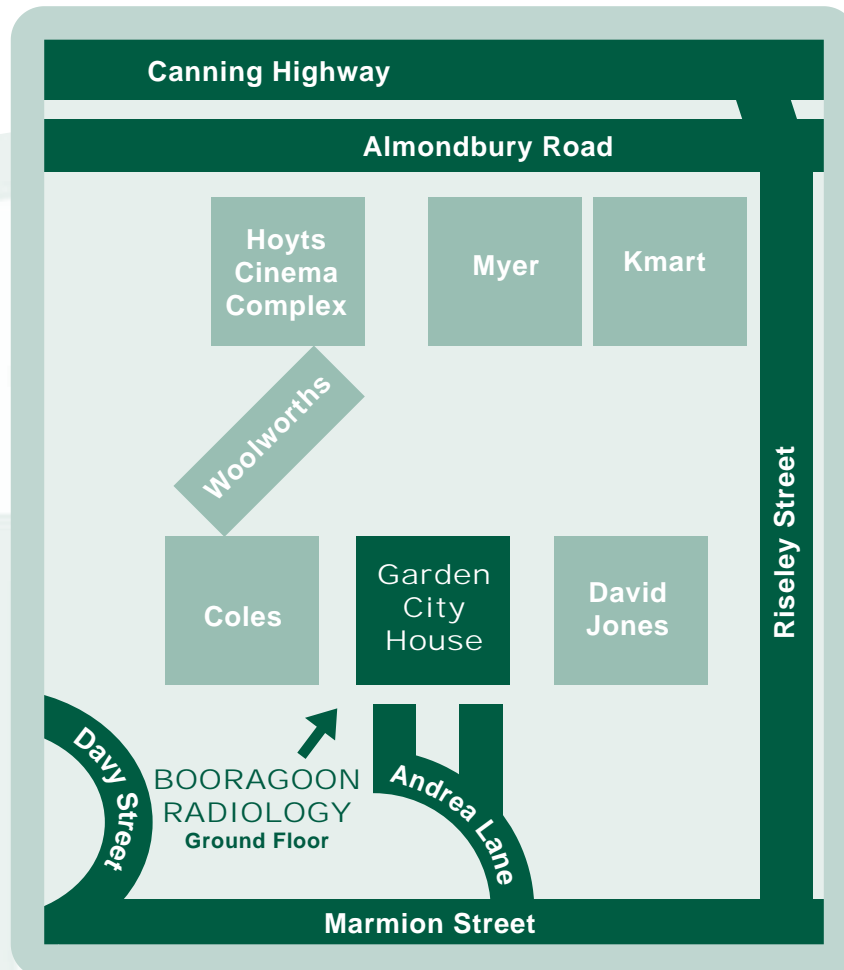 Canning Highway
Almondbury Road
Hoyts
Cinema
Complex
Myer
Kmart
Woolworths
Riseley Street
Coles
Garden
City
House
David
Jones
Davy Street
BOORAGOON
RADIOLOGY
Ground Floor
Andrea Lane
Marmion Street